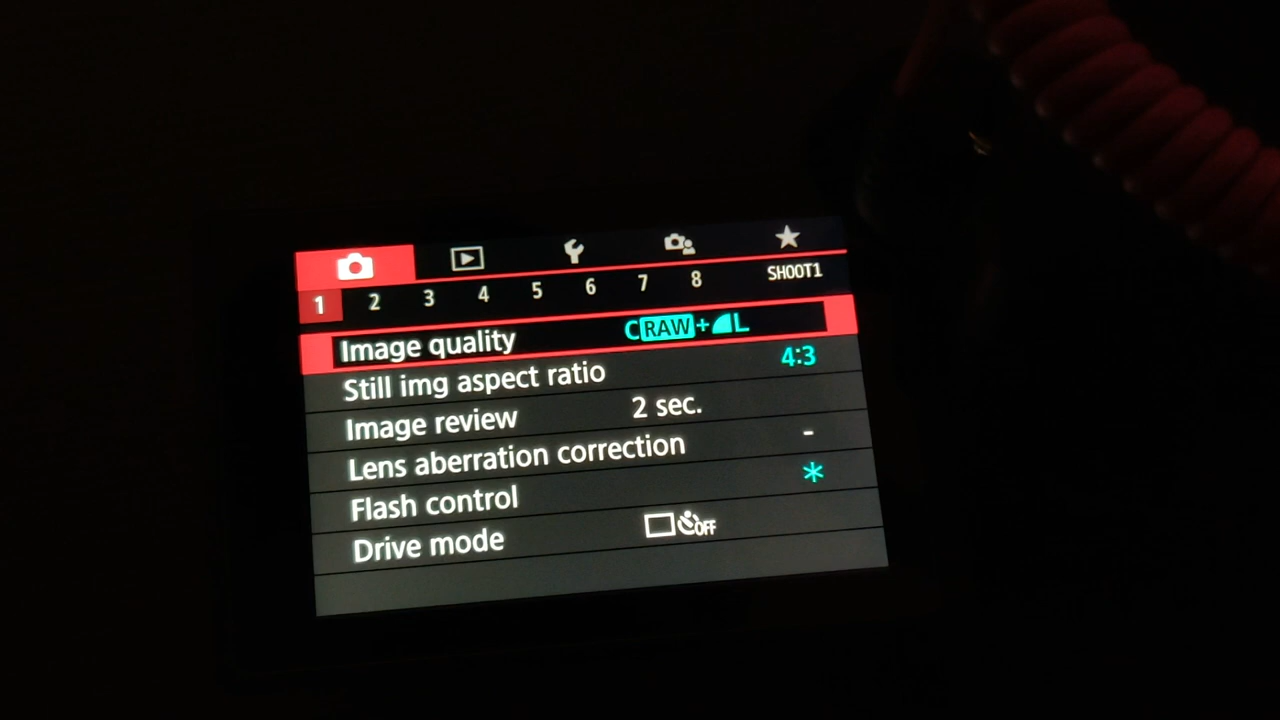 1 2 3 4 5 6 7 8 SHOOT1
Image quality CRAW+L
Still img aspect ratio 4:3
Image review 2 sec.
Lens aberration correction -
Flash control *
Drive mode OFF